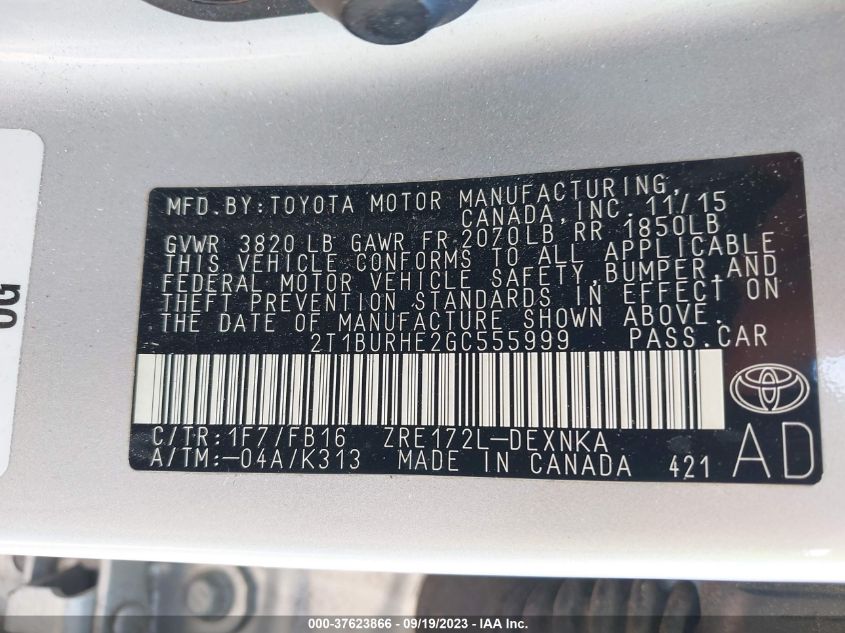 MFD. BY: TOYOTA MOTOR MANUFACTURING,
CANADA, INC. 11/15
GVWR 3820 LB GAWR FR 2070LB RR 1850LB
THIS VEHICLE CONFORMS TO ALL APPLICABLE
FEDERAL MOTOR VEHICLE SAFETY, BUMPER, AND
THEFT PREVENTION STANDARDS IN EFFECT ON
THE DATE OF MANUFACTURE SHOWN ABOVE.
2T1BURHE2GC555999 PASS. CAR
C/TR: 1F7/FB16 ZRE172L-DEXNKA
A/TM: -04A/K313 MADE IN CANADA 421
AD
000-37623866 - 09/19/2023 - IAA Inc.